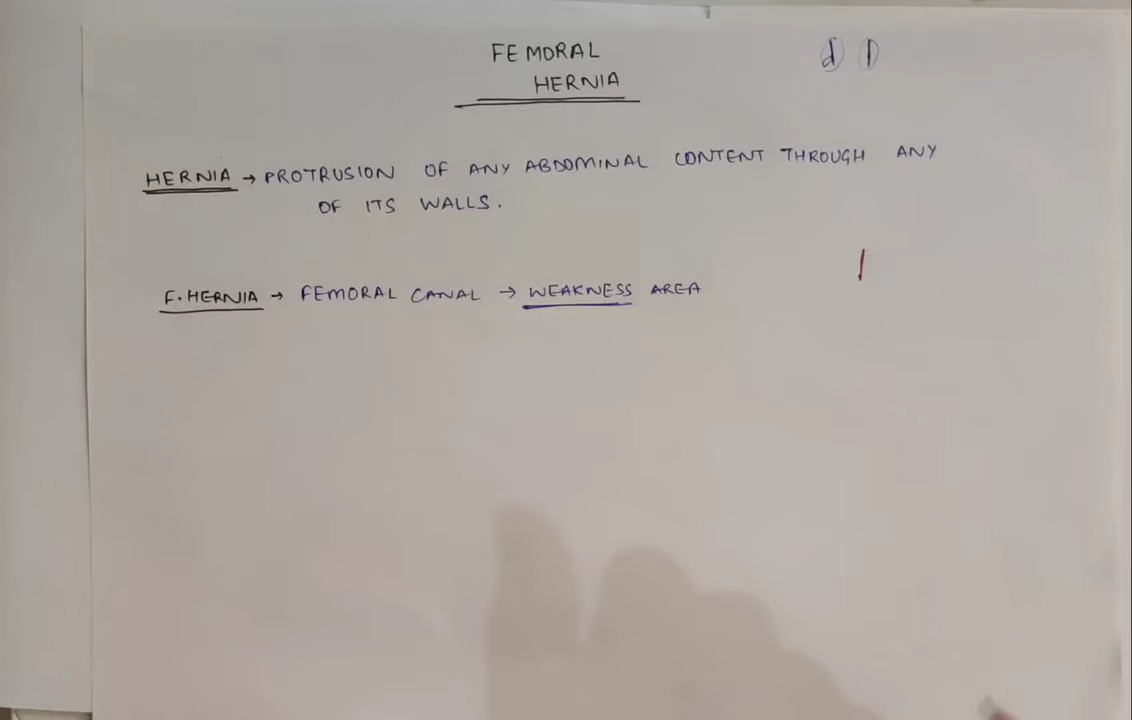 FEMORAL
HERNIA
HERNIA → PROTRUSION OF ANY ABDOMINAL CONTENT THROUGH ANY
OF ITS WALLS.
F. HERNIA → FEMORAL CANAL → WEAKNESS AREA